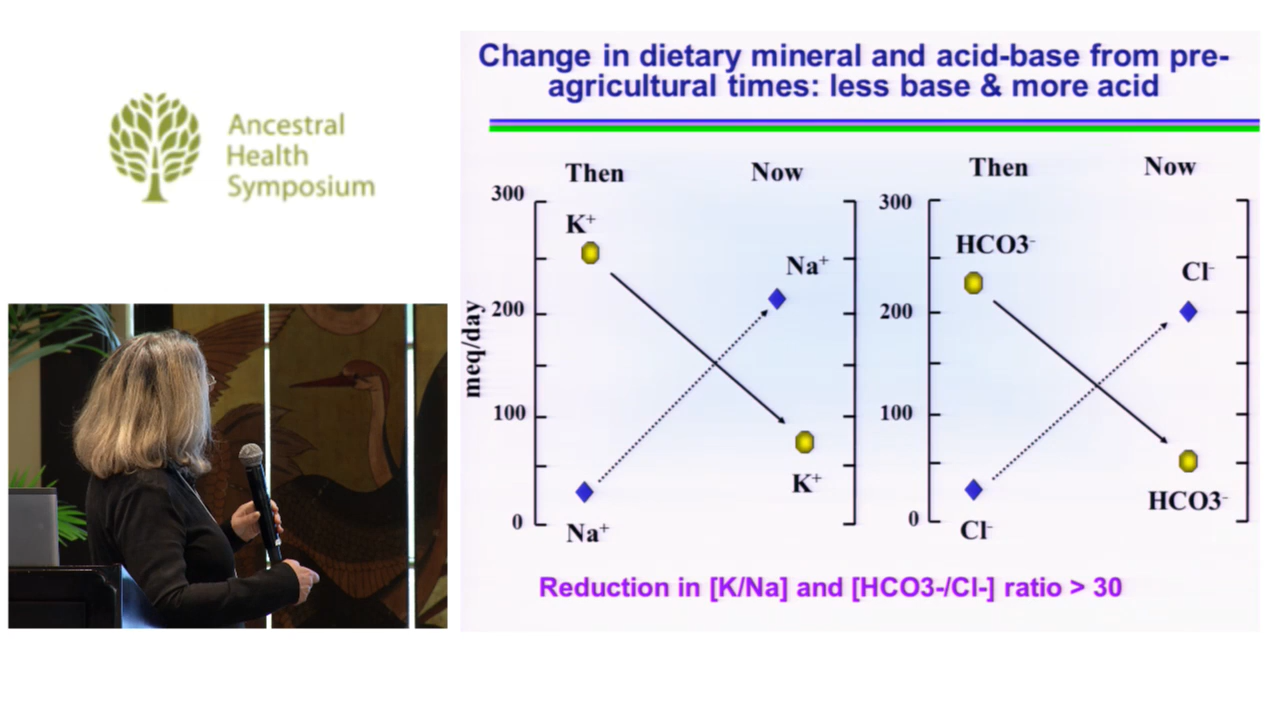 Ancestral
Health
Symposium
Change in dietary mineral and acid-base from pre-
agricultural times: less base & more acid
Then Now
300
200
100
0
meq/day
K⁺
Na⁺
Na⁺
K⁺
Then Now
300
200
100
0
HCO3⁻
Cl⁻
Cl⁻
HCO3⁻
Reduction in [K/Na] and [HCO3-/Cl-] ratio > 30